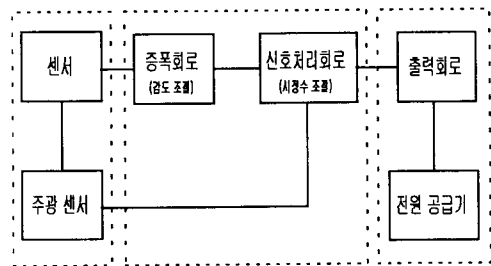 센서
증폭회로
(감도 조절)
신호처리회로
(시정수 조절)
출력회로
주광 센서
전원 공급기